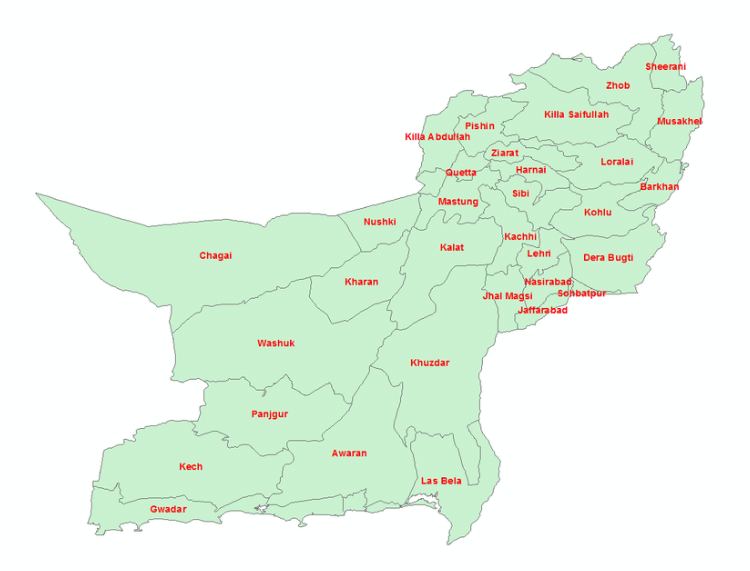 Sheerani
Zhob
Killa Saifullah
Musakhel
Pishin
Killa Abdullah
Ziarat
Loralai
Harnai
Quetta
Barkhan
Sibi
Mastung
Kohlu
Nushki
Kachhi
Kalat
Lehri
Chagai
Dera Bugti
Kharan
Nasirabad
Sohbatpur
Jhal Magsi
Jaffarabad
Washuk
Khuzdar
Panjgur
Awaran
Kech
Las Bela
Gwadar